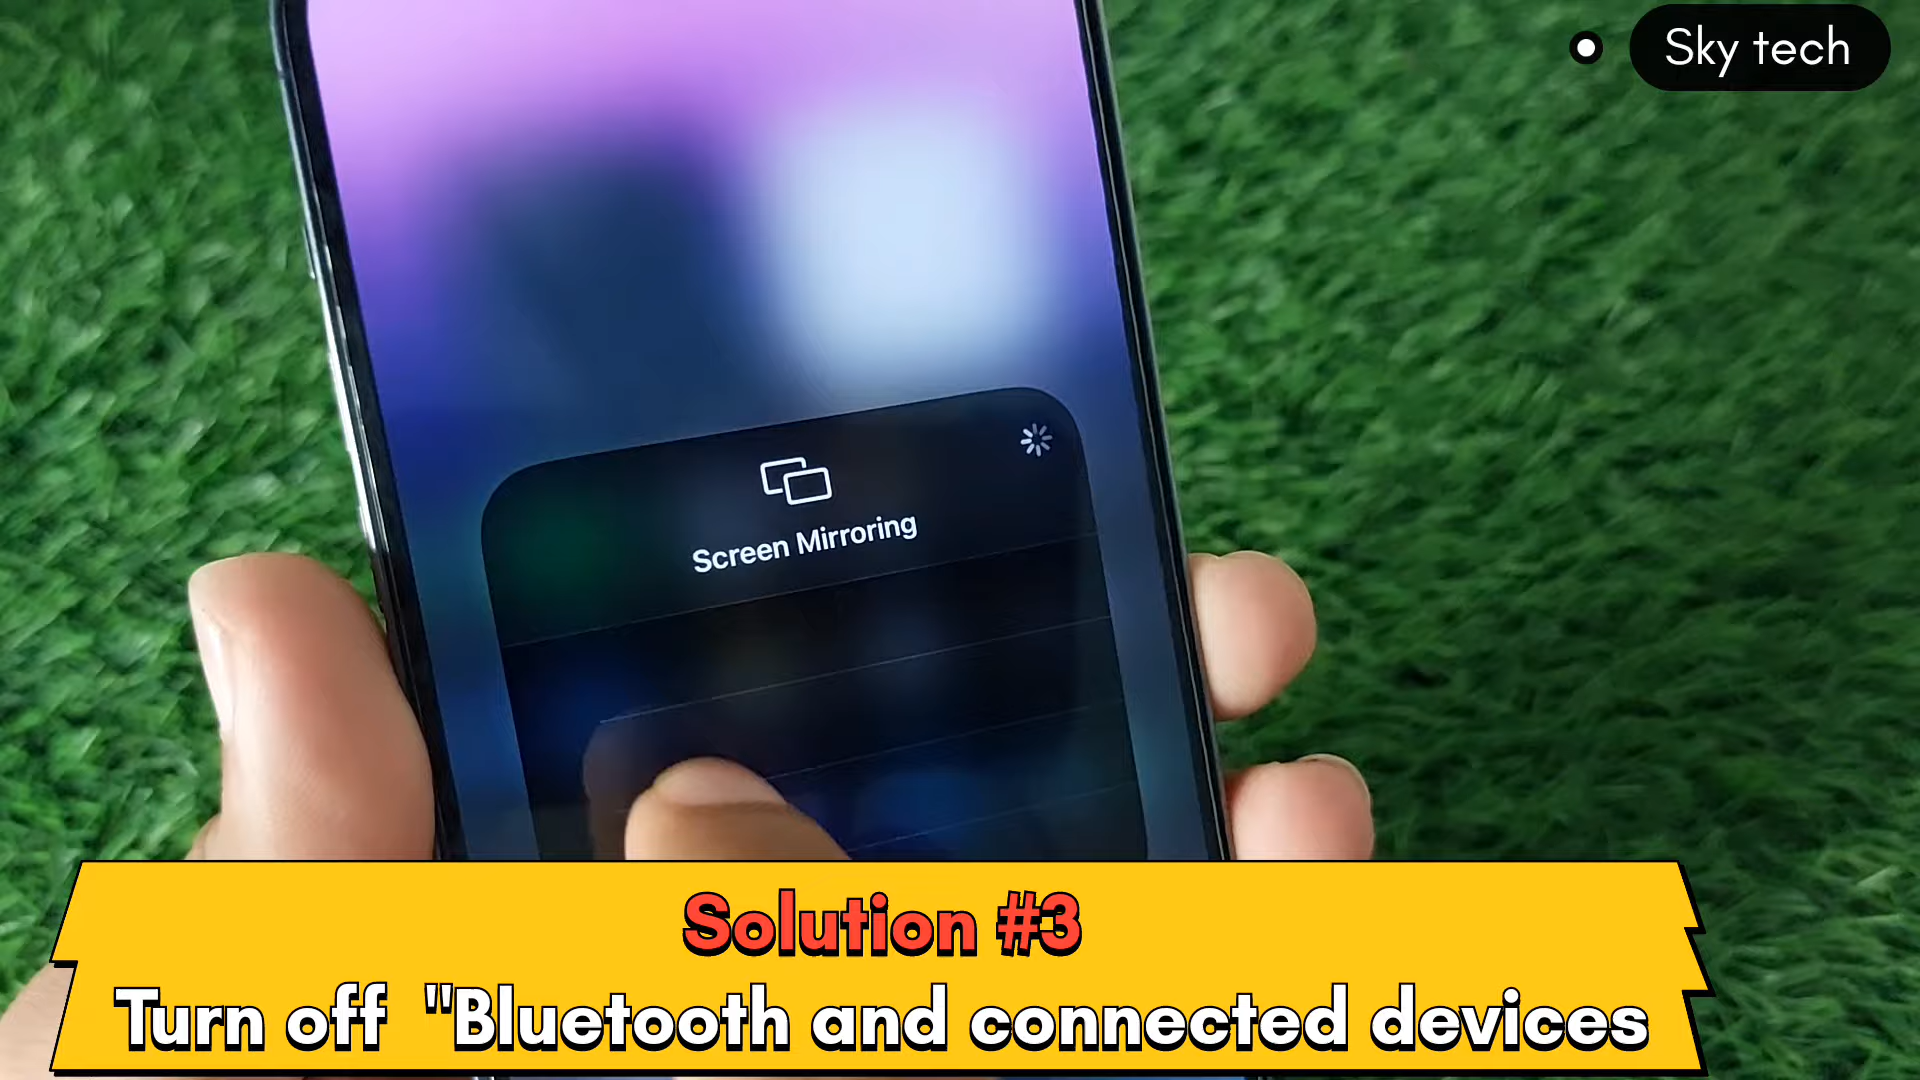 Sky tech
Screen Mirroring
Solution #3
Turn off "Bluetooth and connected devices